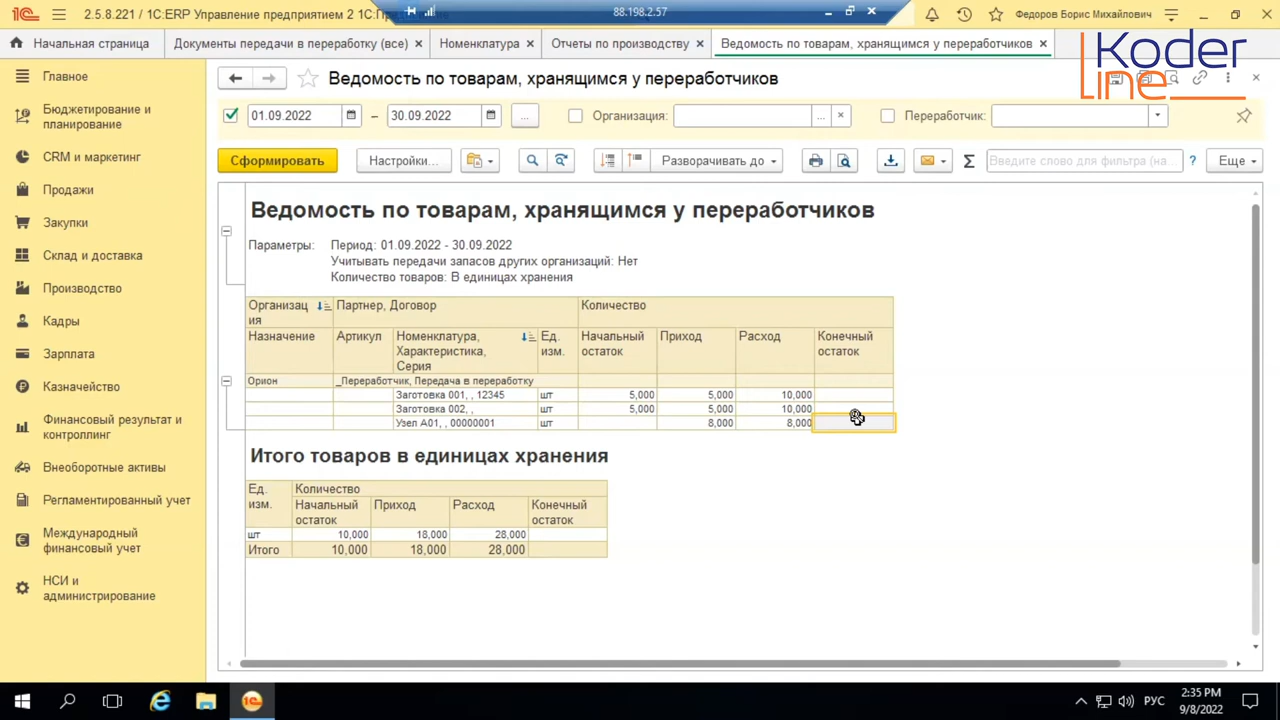 2.5.8.221 / 1C:ERP Управление предприятием 2 1С:П
88.198.2.57
Федоров Борис Михайлович
Начальная страница
Документы передачи в переработку (все)
Номенклатура
Отчеты по производству
Ведомость по товарам, хранящимся у переработчиков
Koder
line
Главное
Бюджетирование и
планирование
CRM и маркетинг
Продажи
Закупки
Склад и доставка
Производство
Кадры
Зарплата
Казначейство
Финансовый результат и
контроллинг
Внеоборотные активы
Регламентированный учет
Международный
финансовый учет
НСИ и
администрирование
Ведомость по товарам, хранящимся у переработчиков
01.09.2022 – 30.09.2022 ... Организация: ... Переработчик:
Сформировать Настройки... Разворачивать до Введите слово для фильтра (на... ? Еще
Ведомость по товарам, хранящимся у переработчиков
Параметры: Период: 01.09.2022 - 30.09.2022
Учитывать передачи запасов других организаций: Нет
Количество товаров: В единицах хранения
Организац
ия
Партнер, Договор Количество
Назначение Артикул Номенклатура,
Характеристика,
Серия
Ед.
изм.
Начальный
остаток
Приход Расход Конечный
остаток
Орион _Переработчик, Передача в переработку
Заготовка 001, , 12345 шт 5,000 5,000 10,000
Заготовка 002, , шт 5,000 5,000 10,000
Узел А01, , 00000001 шт 8,000 8,000
Итого товаров в единицах хранения
Ед.
изм.
Количество
Начальный
остаток
Приход Расход Конечный
остаток
шт 10,000 18,000 28,000
Итого 10,000 18,000 28,000
РУС
2:35 PM
9/8/2022